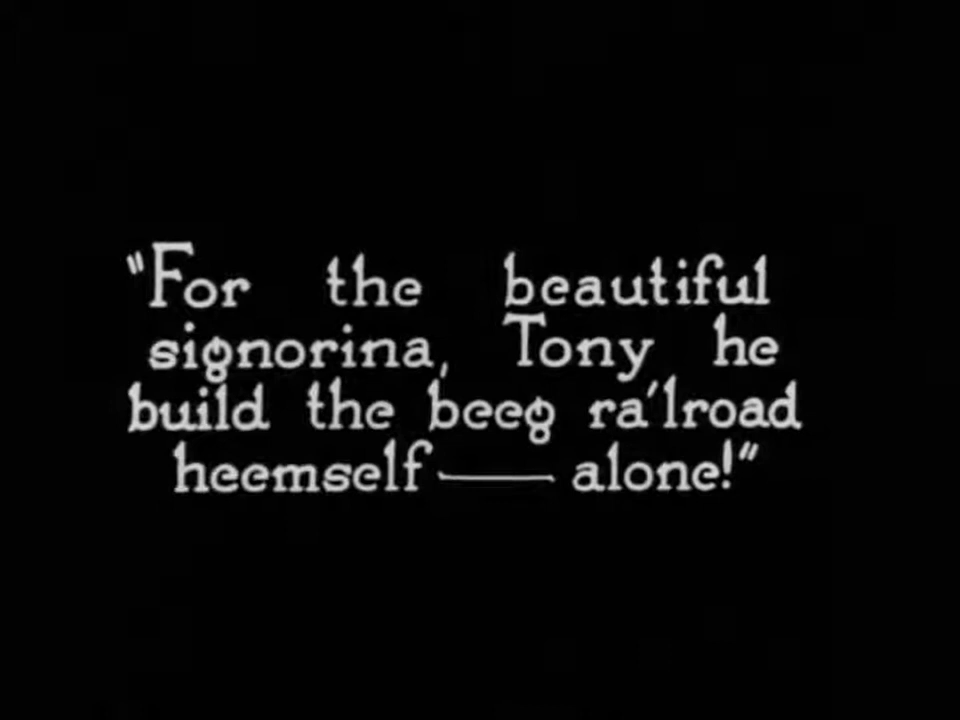 "For the beautiful
signorina, Tony he
build the beeg ra'lroad
heemself — alone!"